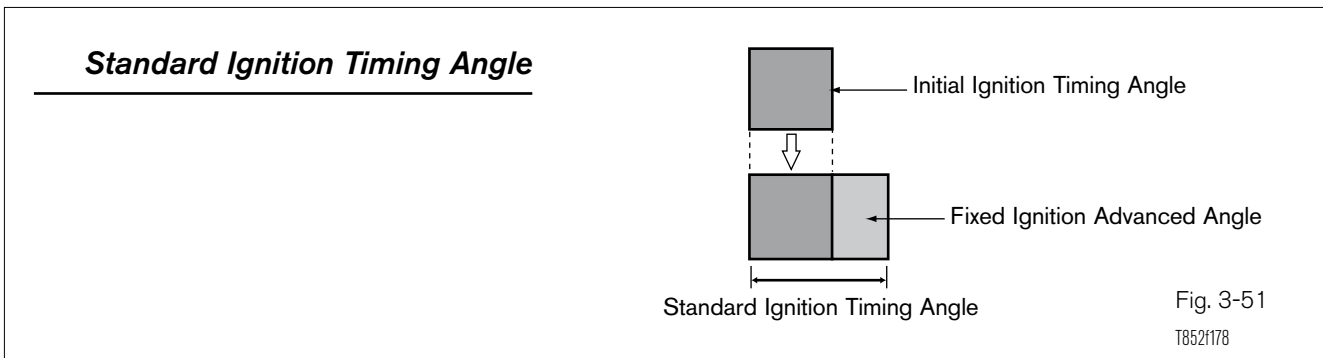 Standard Ignition Timing Angle
Initial Ignition Timing Angle
Fixed Ignition Advanced Angle
Standard Ignition Timing Angle
Fig. 3-51
T852f178